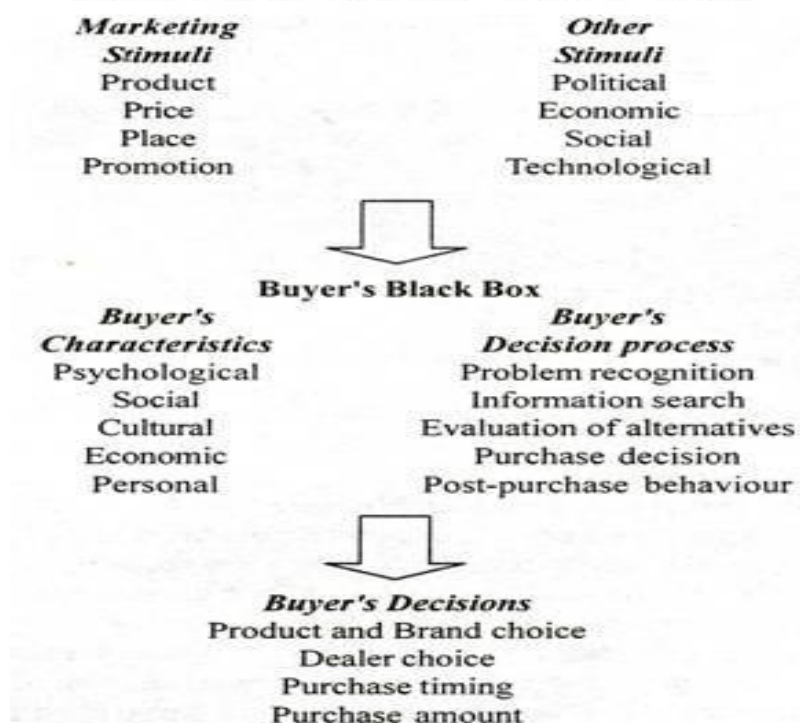 Marketing
Stimuli
Product
Price
Place
Promotion
Other
Stimuli
Political
Economic
Social
Technological
Buyer's Black Box
Buyer's
Characteristics
Psychological
Social
Cultural
Economic
Personal
Buyer's
Decision process
Problem recognition
Information search
Evaluation of alternatives
Purchase decision
Post-purchase behaviour
Buyer's Decisions
Product and Brand choice
Dealer choice
Purchase timing
Purchase amount